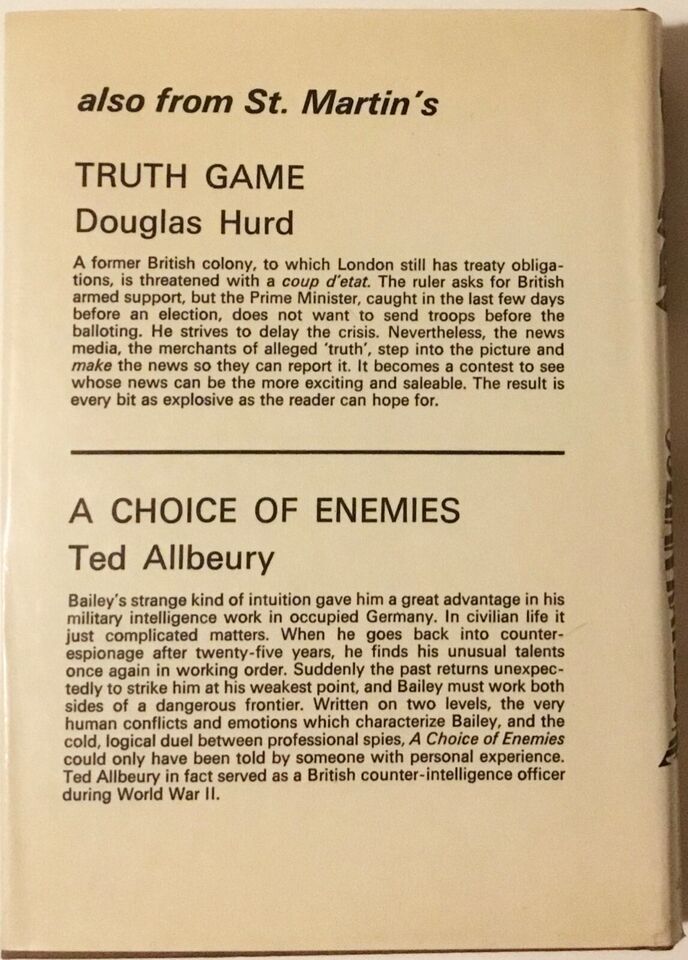 also from St. Martin's
TRUTH GAME
Douglas Hurd
A former British colony, to which London still has treaty obliga-
tions, is threatened with a coup d'etat. The ruler asks for British
armed support, but the Prime Minister, caught in the last few days
before an election, does not want to send troops before the
balloting. He strives to delay the crisis. Nevertheless, the news
media, the merchants of alleged 'truth', step into the picture and
make the news so they can report it. It becomes a contest to see
whose news can be the more exciting and saleable. The result is
every bit as explosive as the reader can hope for.
A CHOICE OF ENEMIES
Ted Allbeury
Bailey's strange kind of intuition gave him a great advantage in his
military intelligence work in occupied Germany. In civilian life it
just complicated matters. When he goes back into counter-
espionage after twenty-five years, he finds his unusual talents
once again in working order. Suddenly the past returns unexpec-
tedly to strike him at his weakest point, and Bailey must work both
sides of a dangerous frontier. Written on two levels, the very
human conflicts and emotions which characterize Bailey, and the
cold, logical duel between professional spies, A Choice of Enemies
could only have been told by someone with personal experience.
Ted Allbeury in fact served as a British counter-intelligence officer
during World War II.